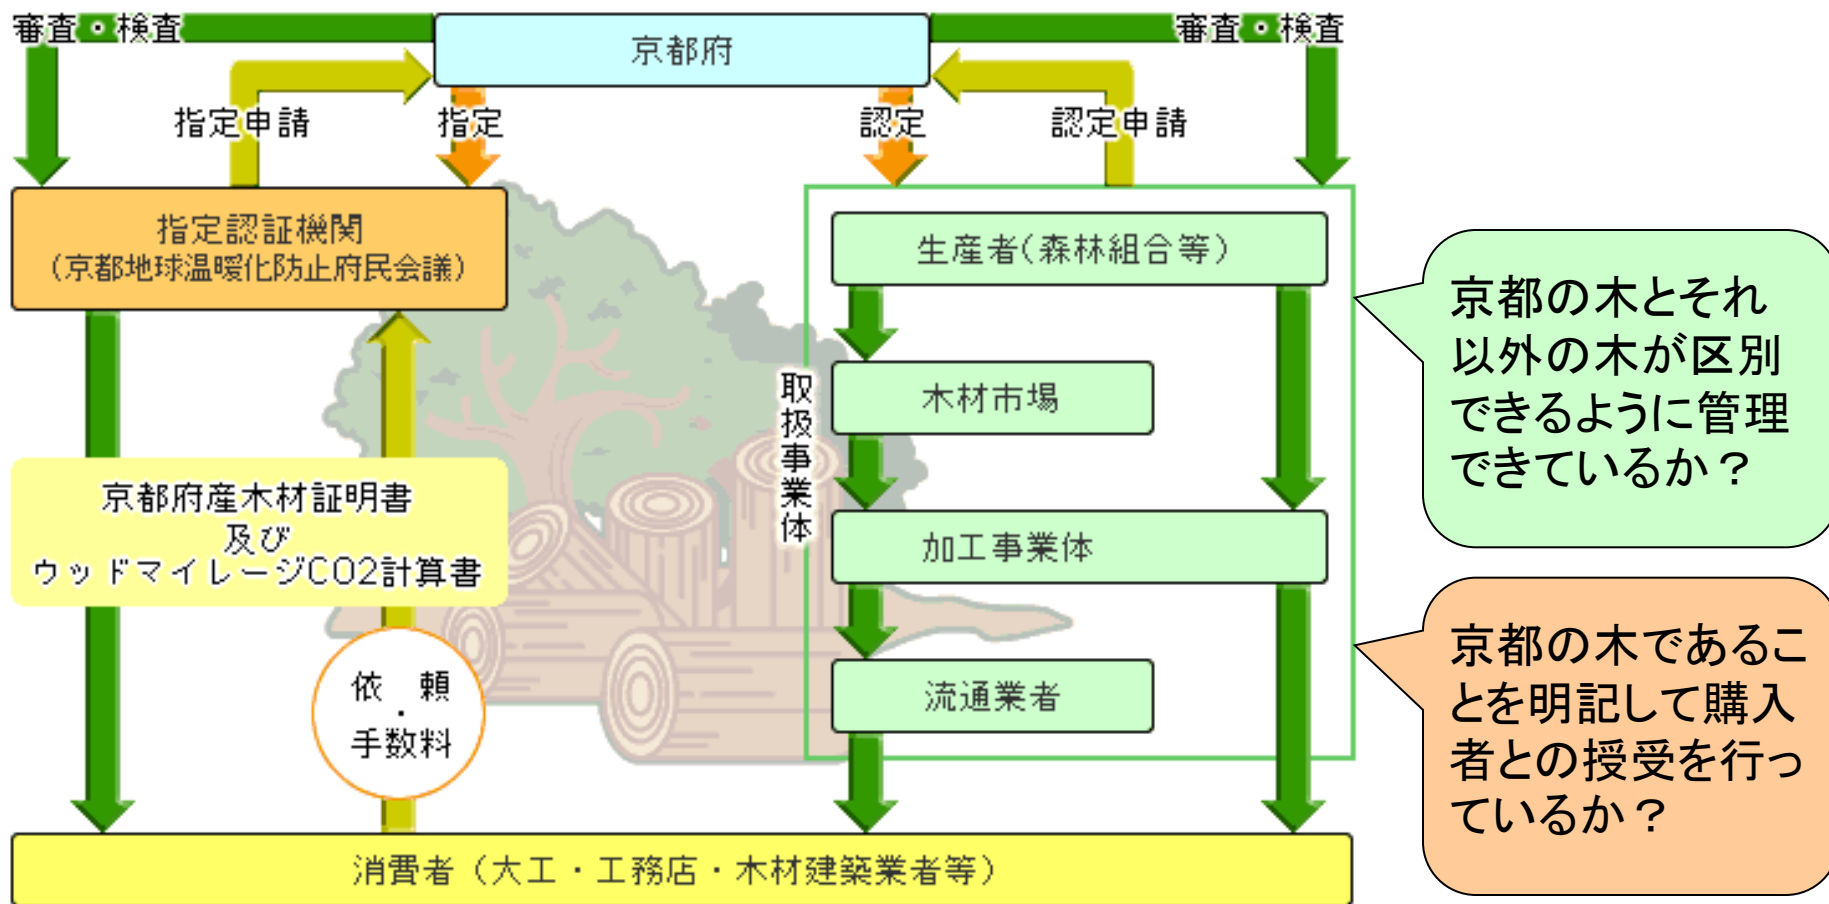 審査・検査
京都府
審査・検査
指定申請
指定
認定
認定申請
指定認証機関
(京都地球温暖化防止府民会議)
生産者(森林組合等)
木材市場
取扱事業体
加工事業体
流通業者
京都府産木材証明書
及び
ウッドマイレージCO2計算書
依 頼
・
手数料
消費者（大工・工務店・木材建築業者等）
京都の木とそれ
以外の木が区別
できるように管理
できているか？
京都の木であるこ
とを明記して購入
者との授受を行っ
ているか？